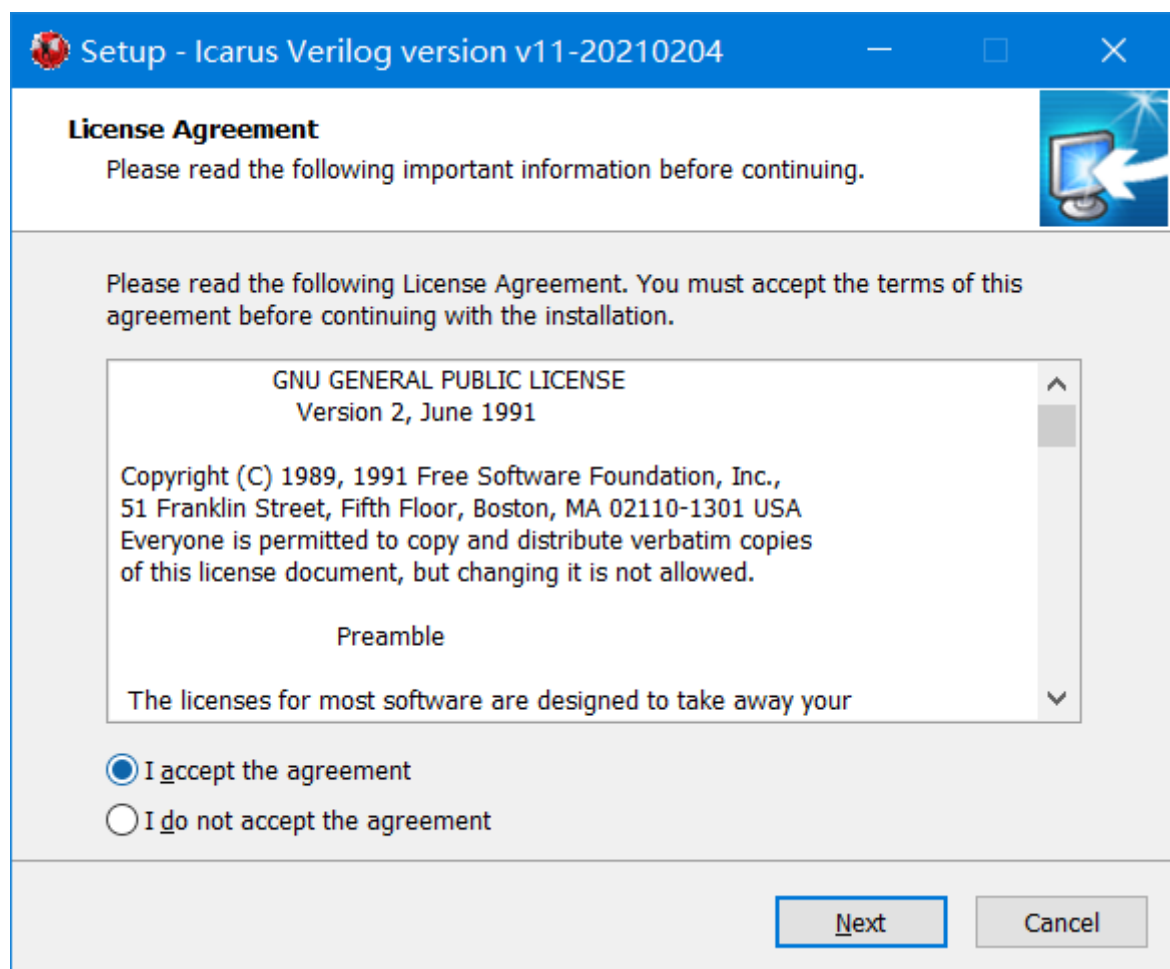 Setup - Icarus Verilog version v11-20210204
License Agreement
Please read the following important information before continuing.
Please read the following License Agreement. You must accept the terms of this
agreement before continuing with the installation.
GNU GENERAL PUBLIC LICENSE
Version 2, June 1991
Copyright (C) 1989, 1991 Free Software Foundation, Inc.,
51 Franklin Street, Fifth Floor, Boston, MA 02110-1301 USA
Everyone is permitted to copy and distribute verbatim copies
of this license document, but changing it is not allowed.
Preamble
The licenses for most software are designed to take away your
I accept the agreement
I do not accept the agreement
Next
Cancel